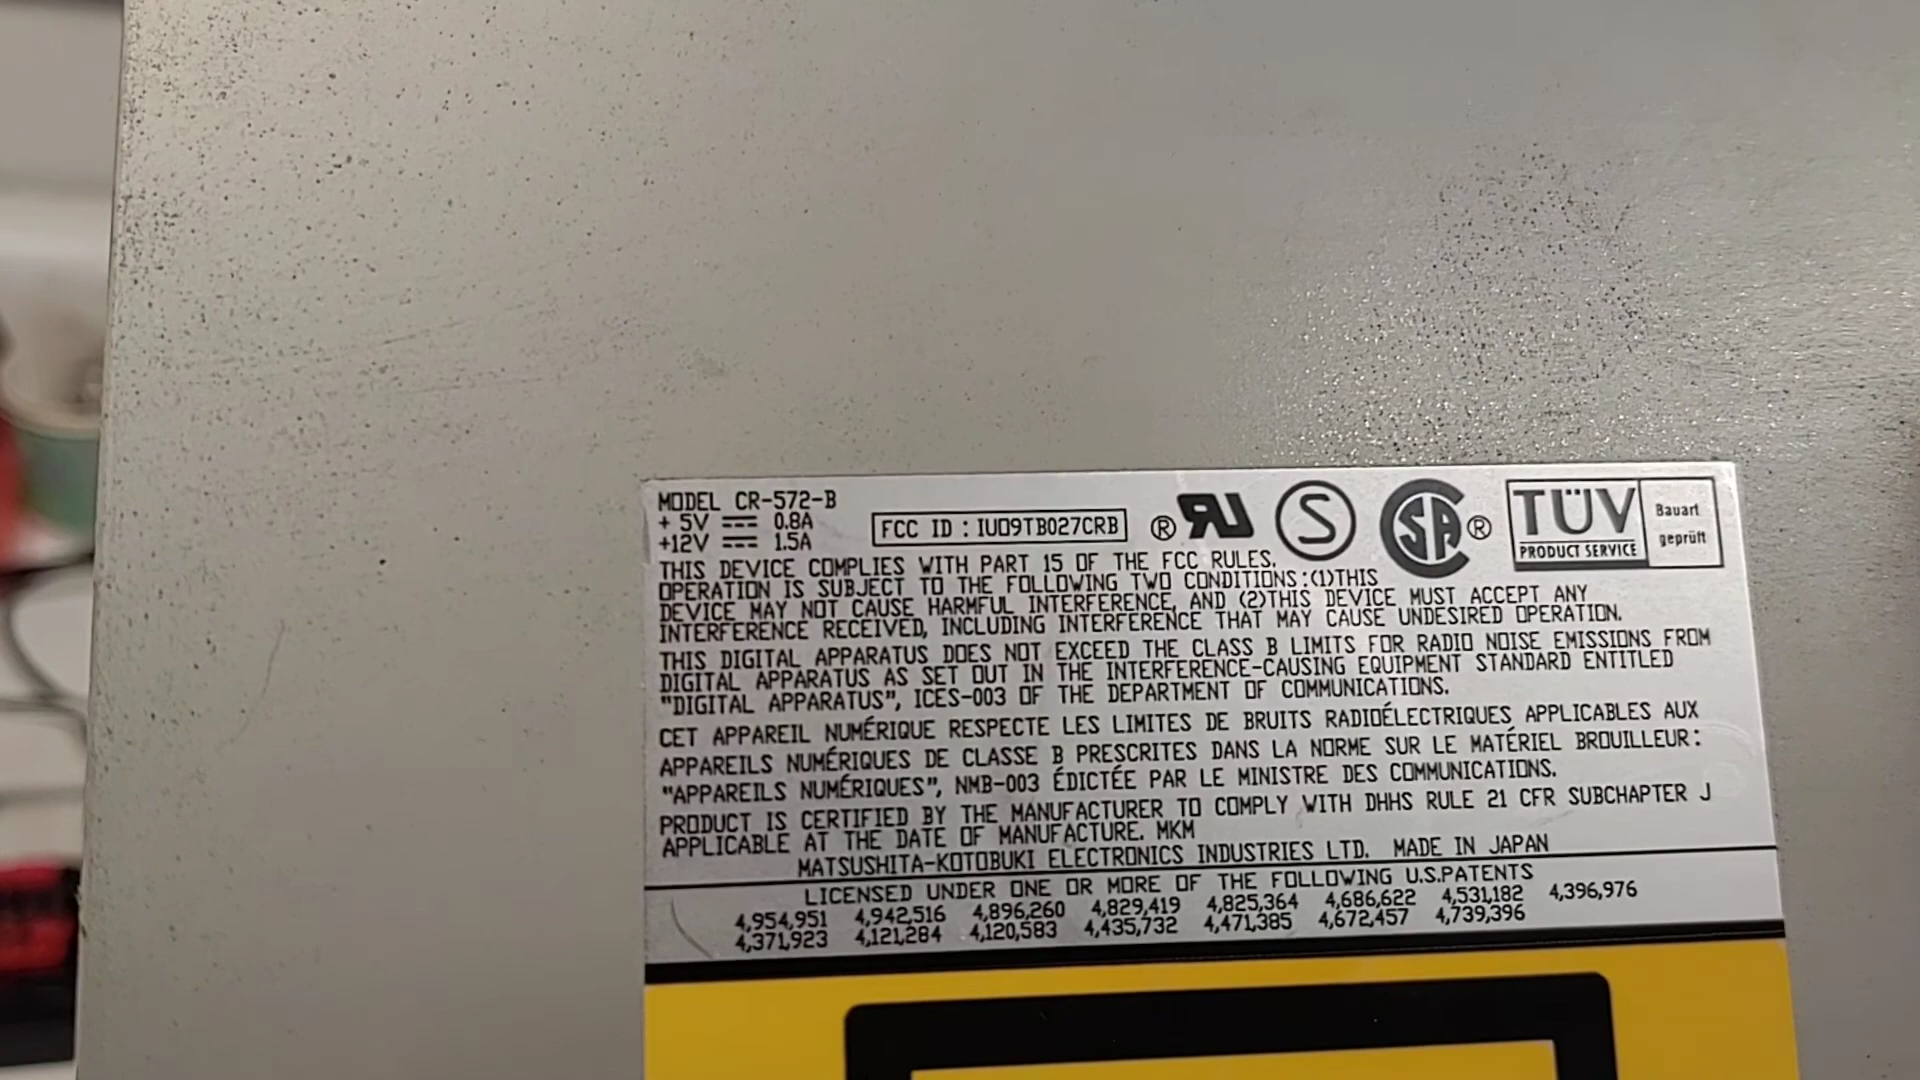 MODEL CR-572-B
+ 5V ⎓ 0.8A
+12V ⎓ 1.5A
FCC ID : IUO9TB027CRB
® RU S SA ® TÜV PRODUCT SERVICE Bauart geprüft
THIS DEVICE COMPLIES WITH PART 15 OF THE FCC RULES.
OPERATION IS SUBJECT TO THE FOLLOWING TWO CONDITIONS:(1)THIS
DEVICE MAY NOT CAUSE HARMFUL INTERFERENCE, AND (2)THIS DEVICE MUST ACCEPT ANY
INTERFERENCE RECEIVED, INCLUDING INTERFERENCE THAT MAY CAUSE UNDESIRED OPERATION.
THIS DIGITAL APPARATUS DOES NOT EXCEED THE CLASS B LIMITS FOR RADIO NOISE EMISSIONS FROM
DIGITAL APPARATUS AS SET OUT IN THE INTERFERENCE-CAUSING EQUIPMENT STANDARD ENTITLED
"DIGITAL APPARATUS", ICES-003 OF THE DEPARTMENT OF COMMUNICATIONS.
CET APPAREIL NUMÉRIQUE RESPECTE LES LIMITES DE BRUITS RADIOÉLECTRIQUES APPLICABLES AUX
APPAREILS NUMÉRIQUES DE CLASSE B PRESCRITES DANS LA NORME SUR LE MATÉRIEL BROUILLEUR:
"APPAREILS NUMÉRIQUES", NMB-003 ÉDICTÉE PAR LE MINISTRE DES COMMUNICATIONS.
PRODUCT IS CERTIFIED BY THE MANUFACTURER TO COMPLY WITH DHHS RULE 21 CFR SUBCHAPTER J
APPLICABLE AT THE DATE OF MANUFACTURE. MKM
MATSUSHITA-KOTOBUKI ELECTRONICS INDUSTRIES LTD. MADE IN JAPAN
LICENSED UNDER ONE OR MORE OF THE FOLLOWING U.S.PATENTS
4,954,951 4,942,516 4,896,260 4,829,419 4,825,364 4,686,622 4,531,182 4,396,976
4,371,923 4,121,284 4,120,583 4,435,732 4,471,385 4,672,457 4,739,396